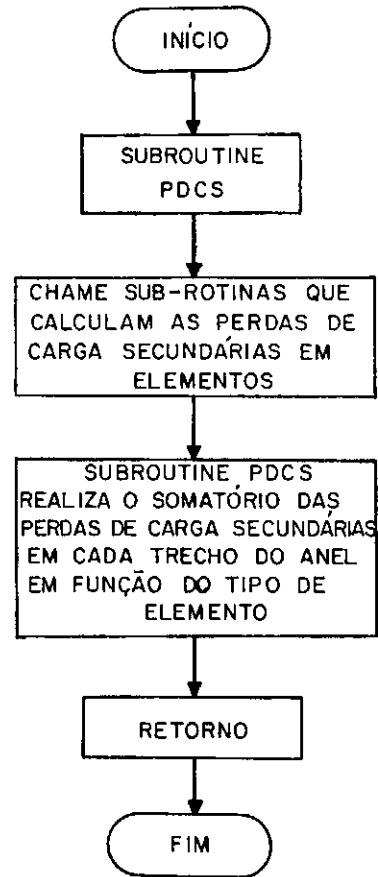 INÍCIO
SUBROUTINE
PDCS
CHAME SUB-ROTINAS QUE
CALCULAM AS PERDAS DE
CARGA SECUNDÁRIAS EM
ELEMENTOS
SUBROUTINE PDCS
REALIZA O SOMATÓRIO DAS
PERDAS DE CARGA SECUNDÁRIAS
EM CADA TRECHO DO ANEL
EM FUNÇÃO DO TIPO DE
ELEMENTO
RETORNO
FIM